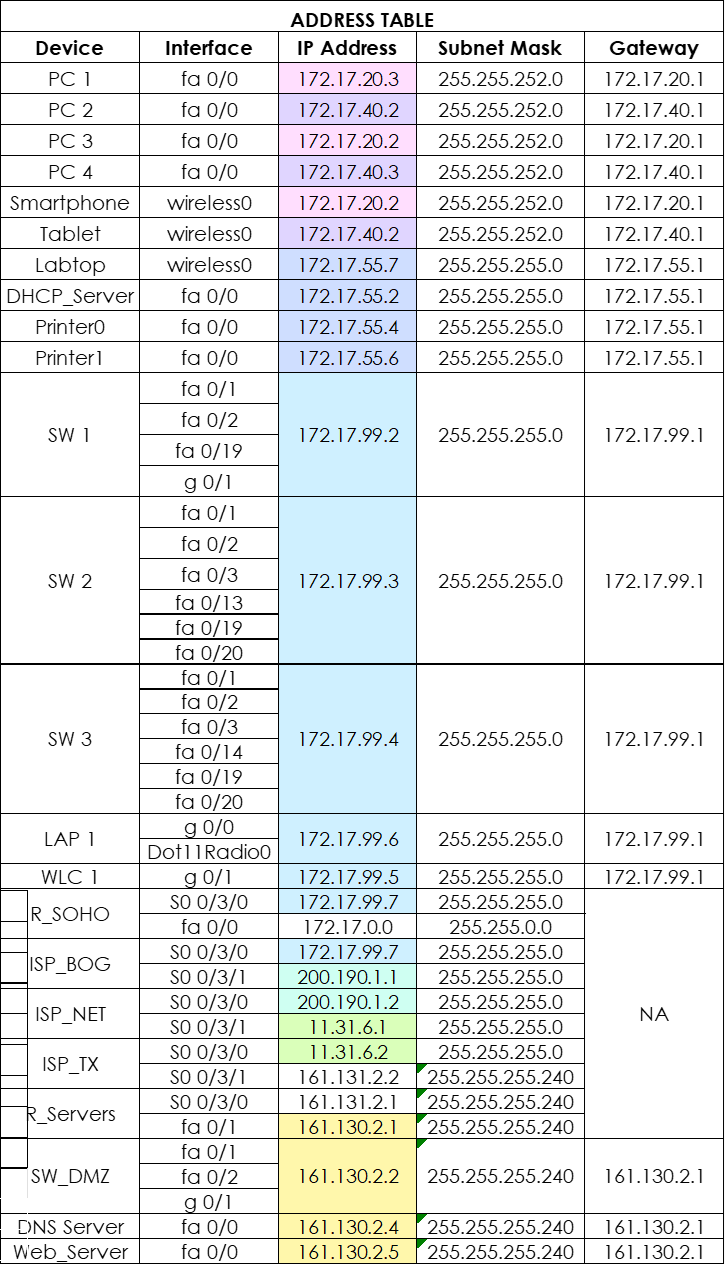 ADDRESS TABLE
Device Interface IP Address Subnet Mask Gateway
PC 1 fa 0/0 172.17.20.3 255.255.252.0 172.17.20.1
PC 2 fa 0/0 172.17.40.2 255.255.252.0 172.17.40.1
PC 3 fa 0/0 172.17.20.2 255.255.252.0 172.17.20.1
PC 4 fa 0/0 172.17.40.3 255.255.252.0 172.17.40.1
Smartphone wireless0 172.17.20.2 255.255.252.0 172.17.20.1
Tablet wireless0 172.17.40.2 255.255.252.0 172.17.40.1
Labtop wireless0 172.17.55.7 255.255.255.0 172.17.55.1
DHCP_Server fa 0/0 172.17.55.2 255.255.255.0 172.17.55.1
Printer0 fa 0/0 172.17.55.4 255.255.255.0 172.17.55.1
Printer1 fa 0/0 172.17.55.6 255.255.255.0 172.17.55.1
SW 1 fa 0/1 172.17.99.2 255.255.255.0 172.17.99.1
fa 0/2
fa 0/19
g 0/1
SW 2 fa 0/1 172.17.99.3 255.255.255.0 172.17.99.1
fa 0/2
fa 0/3
fa 0/13
fa 0/19
fa 0/20
SW 3 fa 0/1 172.17.99.4 255.255.255.0 172.17.99.1
fa 0/2
fa 0/3
fa 0/14
fa 0/19
fa 0/20
LAP 1 g 0/0 172.17.99.6 255.255.255.0 172.17.99.1
Dot11Radio0
WLC 1 g 0/1 172.17.99.5 255.255.255.0 172.17.99.1
R_SOHO S0 0/3/0 172.17.99.7 255.255.255.0 NA
fa 0/0 172.17.0.0 255.255.0.0
ISP_BOG S0 0/3/0 172.17.99.7 255.255.255.0
S0 0/3/1 200.190.1.1 255.255.255.0
ISP_NET S0 0/3/0 200.190.1.2 255.255.255.0
S0 0/3/1 11.31.6.1 255.255.255.0
ISP_TX S0 0/3/0 11.31.6.2 255.255.255.0
S0 0/3/1 161.131.2.2 255.255.255.240
R_Servers S0 0/3/0 161.131.2.1 255.255.255.240
fa 0/1 161.130.2.1 255.255.255.240
SW_DMZ fa 0/1 161.130.2.2 255.255.255.240 161.130.2.1
fa 0/2
g 0/1
DNS Server fa 0/0 161.130.2.4 255.255.255.240 161.130.2.1
Web_Server fa 0/0 161.130.2.5 255.255.255.240 161.130.2.1